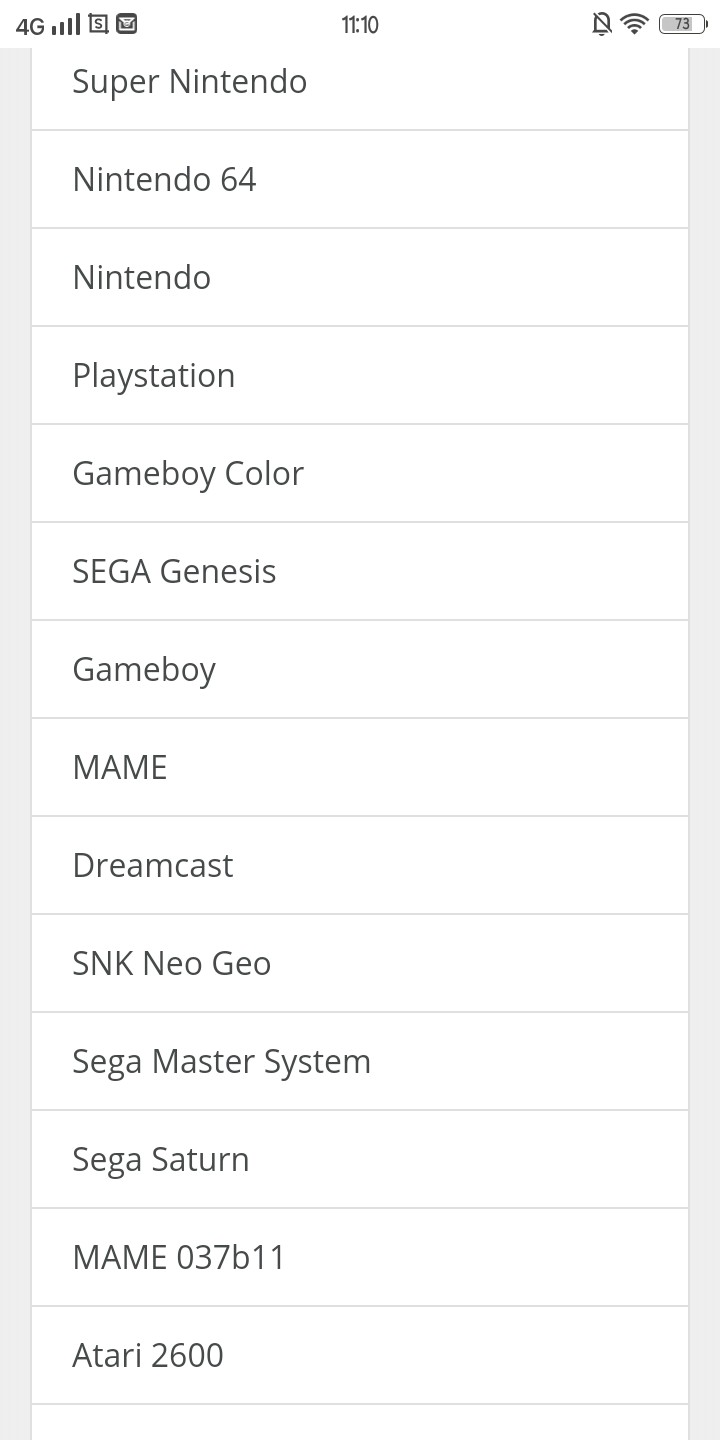 4G 11:10 73
Super Nintendo
Nintendo 64
Nintendo
Playstation
Gameboy Color
SEGA Genesis
Gameboy
MAME
Dreamcast
SNK Neo Geo
Sega Master System
Sega Saturn
MAME 037b11
Atari 2600